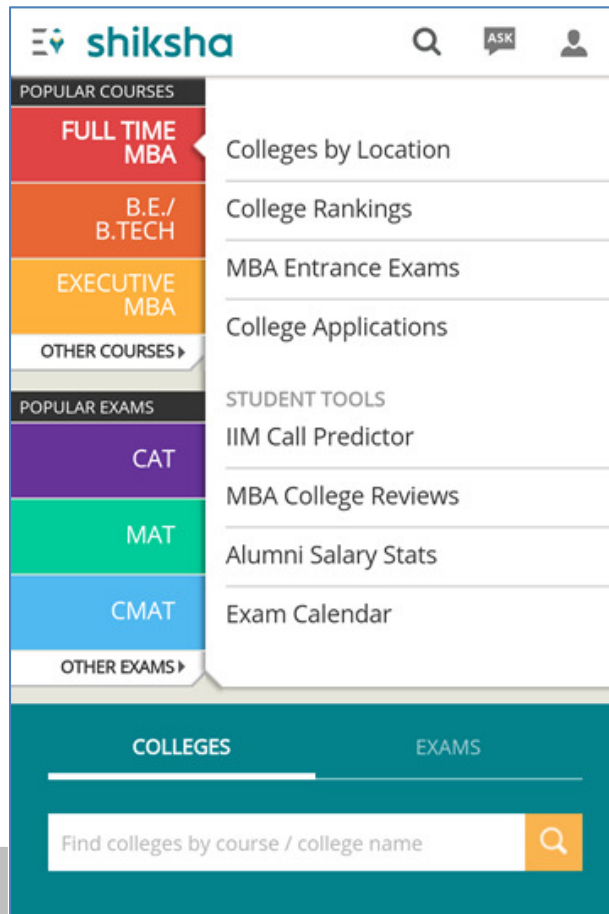 shiksha
ASK
POPULAR COURSES
FULL TIME
MBA
B.E./
B.TECH
EXECUTIVE
MBA
OTHER COURSES
Colleges by Location
College Rankings
MBA Entrance Exams
College Applications
STUDENT TOOLS
IIM Call Predictor
MBA College Reviews
Alumni Salary Stats
Exam Calendar
POPULAR EXAMS
CAT
MAT
CMAT
OTHER EXAMS
COLLEGES
EXAMS
Find colleges by course / college name